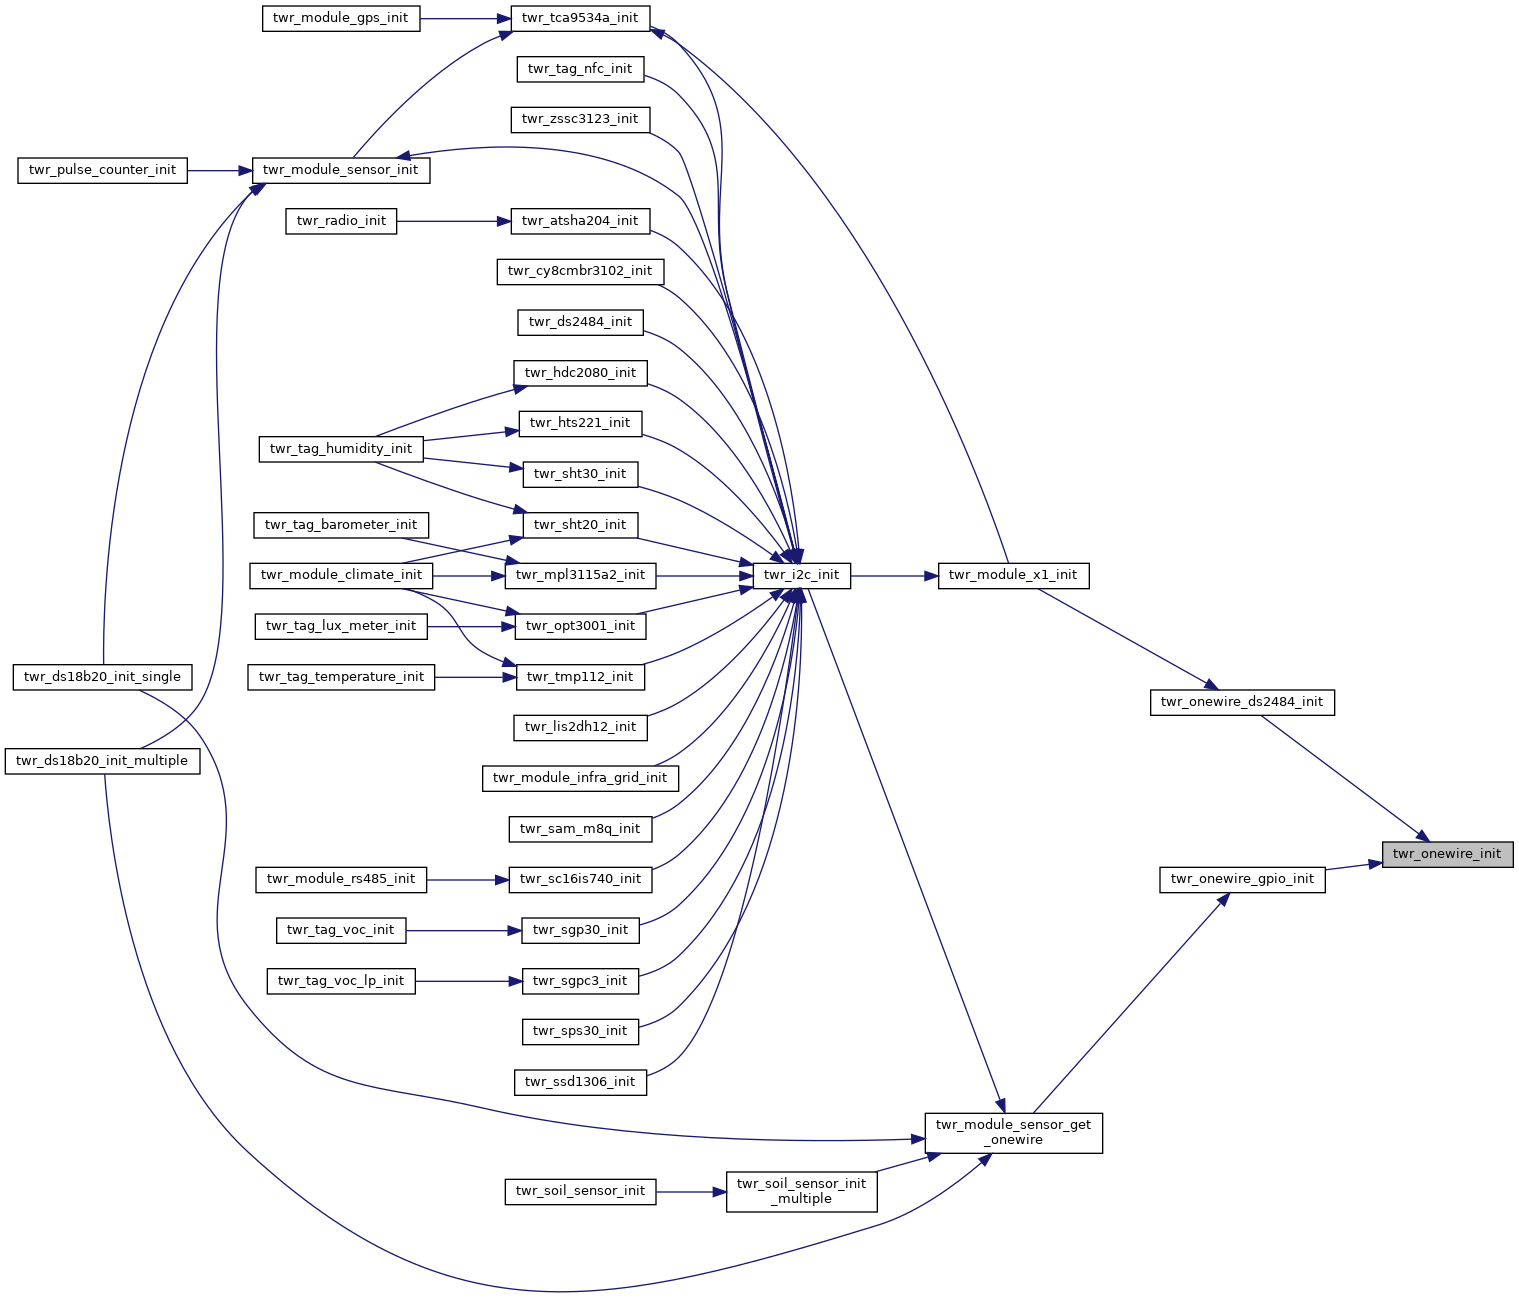 twr_module_gps_init
twr_tca9534a_init
twr_tag_nfc_init
twr_zssc3123_init
twr_pulse_counter_init
twr_module_sensor_init
twr_radio_init
twr_atsha204_init
twr_cy8cmbr3102_init
twr_ds2484_init
twr_hdc2080_init
twr_hts221_init
twr_tag_humidity_init
twr_sht30_init
twr_tag_barometer_init
twr_sht20_init
twr_module_climate_init
twr_mpl3115a2_init
twr_i2c_init
twr_module_x1_init
twr_tag_lux_meter_init
twr_opt3001_init
twr_ds18b20_init_single
twr_tag_temperature_init
twr_tmp112_init
twr_onewire_ds2484_init
twr_lis2dh12_init
twr_ds18b20_init_multiple
twr_module_infra_grid_init
twr_sam_m8q_init
twr_onewire_init
twr_module_rs485_init
twr_sc16is740_init
twr_onewire_gpio_init
twr_tag_voc_init
twr_sgp30_init
twr_tag_voc_lp_init
twr_sgpc3_init
twr_sps30_init
twr_ssd1306_init
twr_module_sensor_get
_onewire
twr_soil_sensor_init
twr_soil_sensor_init
_multiple